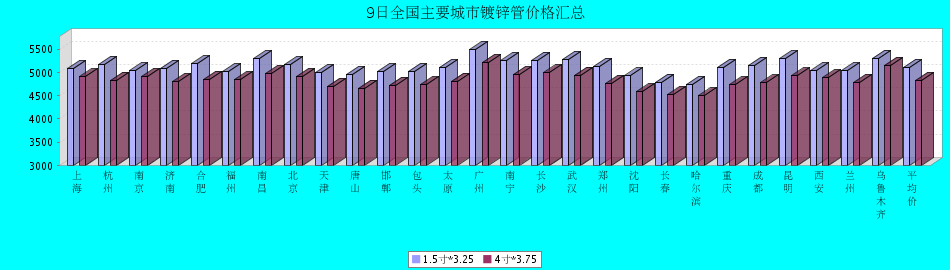 9日全国主要城市镀锌管价格汇总
5500
5000
4500
4000
3500
3000
上海 杭州 南京 济南 合肥 福州 南昌 北京 天津 唐山 邯郸 包头 太原 广州 南宁 长沙 武汉 郑州 沈阳 长春 哈尔滨 重庆 成都 昆明 西安 兰州 乌鲁木齐 平均价
1.5寸*3.25 4寸*3.75